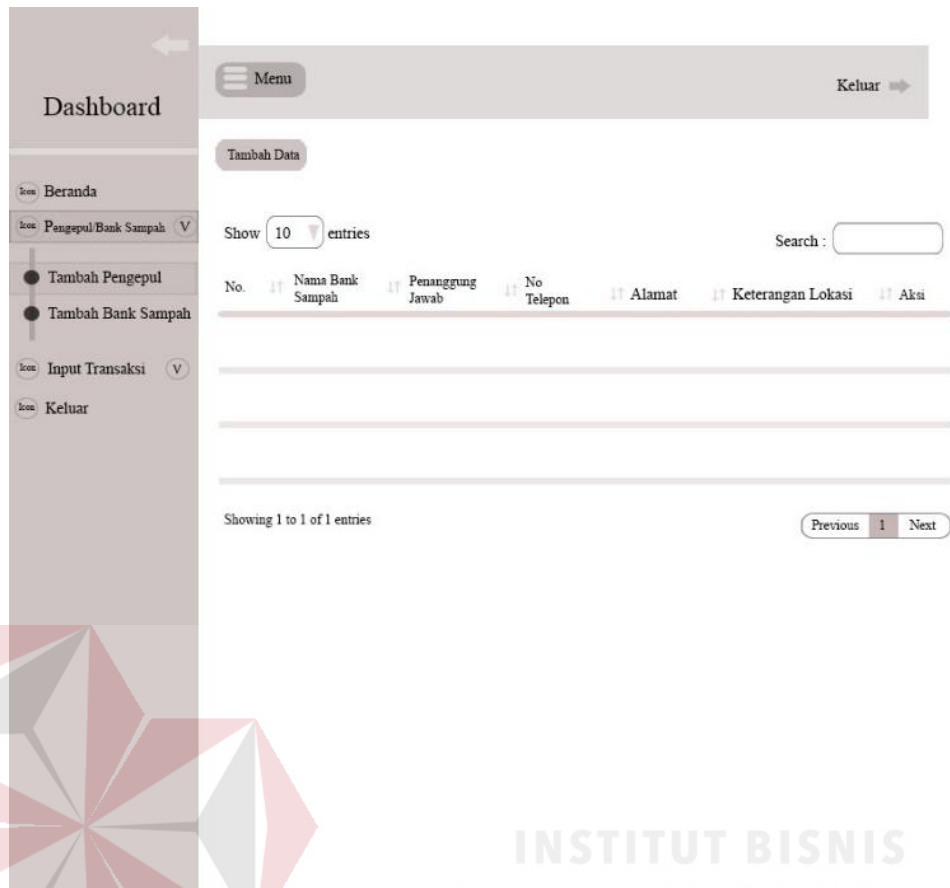 Dashboard
Menu
Keluar
Tambah Data
Icon Beranda
Icon Pengepul/Bank Sampah V
Tambah Pengepul
Tambah Bank Sampah
Icon Input Transaksi V
Icon Keluar
Show 10 entries
Search :
No.
Nama Bank
Sampah
Penanggung
Jawab
No
Telepon
Alamat
Keterangan Lokasi
Aksi
Showing 1 to 1 of 1 entries
Previous 1 Next
INSTITUT BISNIS